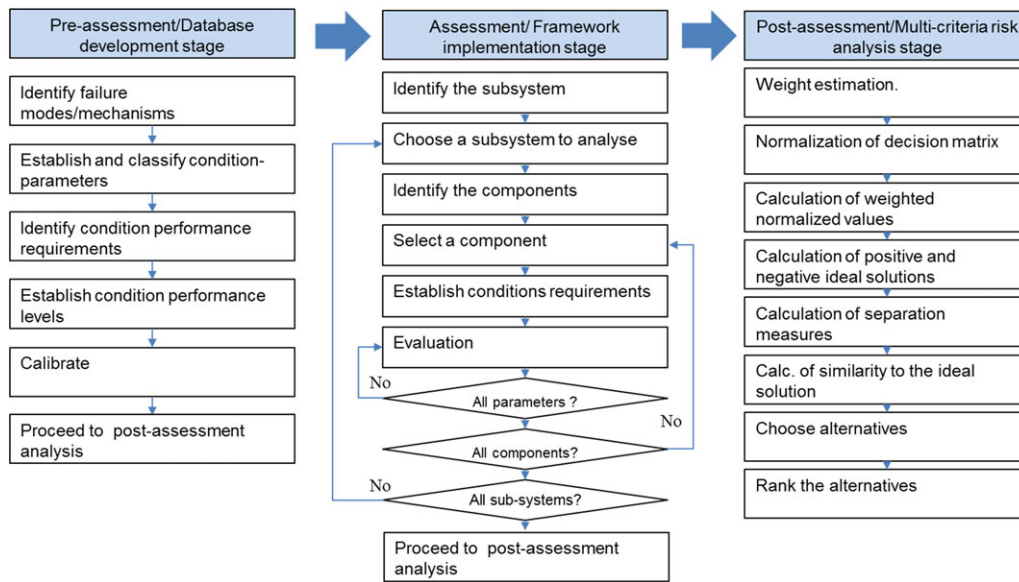 Pre-assessment/Database
development stage
Identify failure
modes/mechanisms
Establish and classify condition-
parameters
Identify condition performance
requirements
Establish condition performance
levels
Calibrate
Proceed to post-assessment
analysis
Assessment/ Framework
implementation stage
Identify the subsystem
Choose a subsystem to analyse
Identify the components
Select a component
Establish conditions requirements
Evaluation
No
All parameters ?
No
All components?
No
All sub-systems?
Proceed to post-assessment
analysis
Post-assessment/Multi-criteria risk
analysis stage
Weight estimation.
Normalization of decision matrix
Calculation of weighted
normalized values
Calculation of positive and
negative ideal solutions
Calculation of separation
measures
Calc. of similarity to the ideal
solution
Choose alternatives
Rank the alternatives